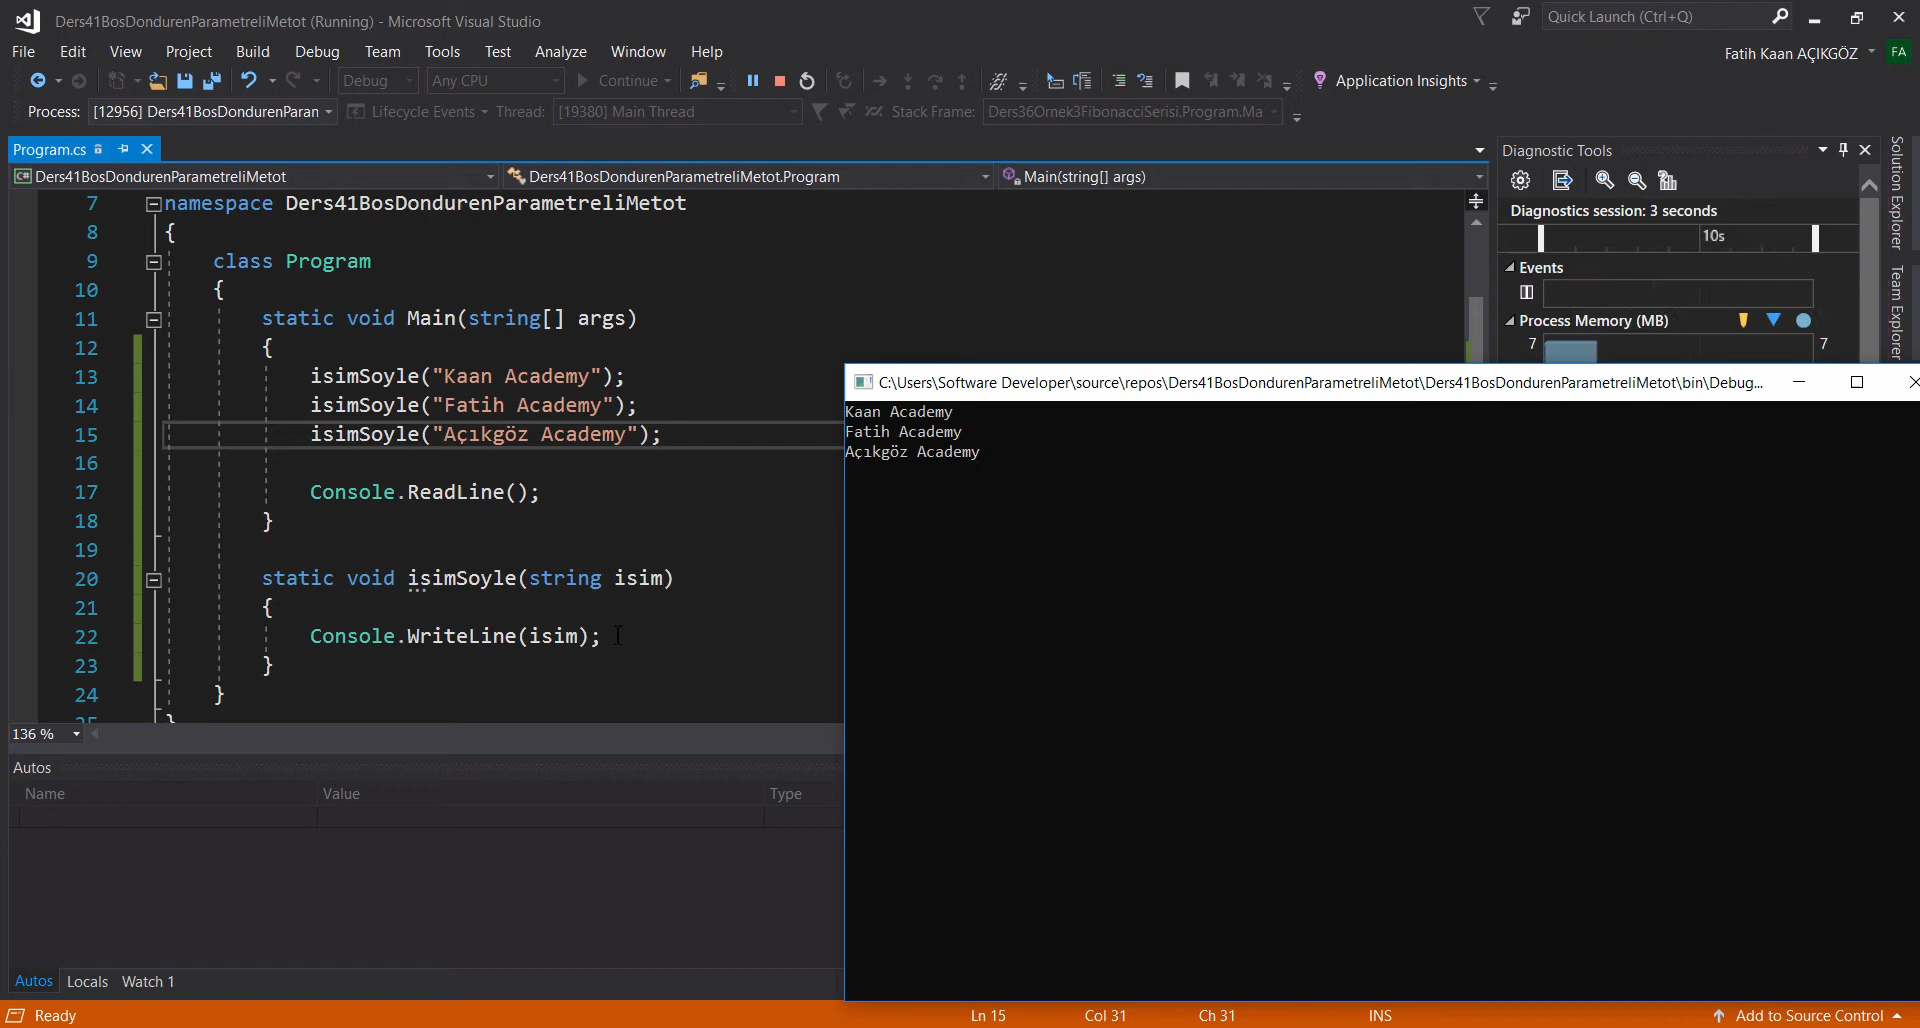 Ders41BosDondurenParametreliMetot (Running) - Microsoft Visual Studio
Quick Launch (Ctrl+Q)
File Edit View Project Build Debug Team Tools Test Analyze Window Help
Fatih Kaan AÇIKGÖZ FA
Debug Any CPU Continue Application Insights
Process: [12956] Ders41BosDondurenParan Lifecycle Events Thread: [19380] Main Thread Stack Frame: Ders36Ornek3FibonacciSerisi.Program.Ma
Program.cs
Diagnostic Tools
Ders41BosDondurenParametreliMetot Ders41BosDondurenParametreliMetot.Program Main(string[] args)
Solution Explorer
Team Explorer
Diagnostics session: 3 seconds
10s
Events
Process Memory (MB)
7 7
7 namespace Ders41BosDondurenParametreliMetot
8 {
9 class Program
10 {
11 static void Main(string[] args)
12 {
13 isimSoyle("Kaan Academy");
14 isimSoyle("Fatih Academy");
15 isimSoyle("Açıkgöz Academy");
16
17 Console.ReadLine();
18 }
19
20 static void isimSoyle(string isim)
21 {
22 Console.WriteLine(isim);
23 }
24 }
25 }
C:\Users\Software Developer\source\repos\Ders41BosDondurenParametreliMetot\Ders41BosDondurenParametreliMetot\bin\Debug...
Kaan Academy
Fatih Academy
Açıkgöz Academy
136 %
Autos
Name Value Type
Autos Locals Watch 1
Ready Ln 15 Col 31 Ch 31 INS Add to Source Control